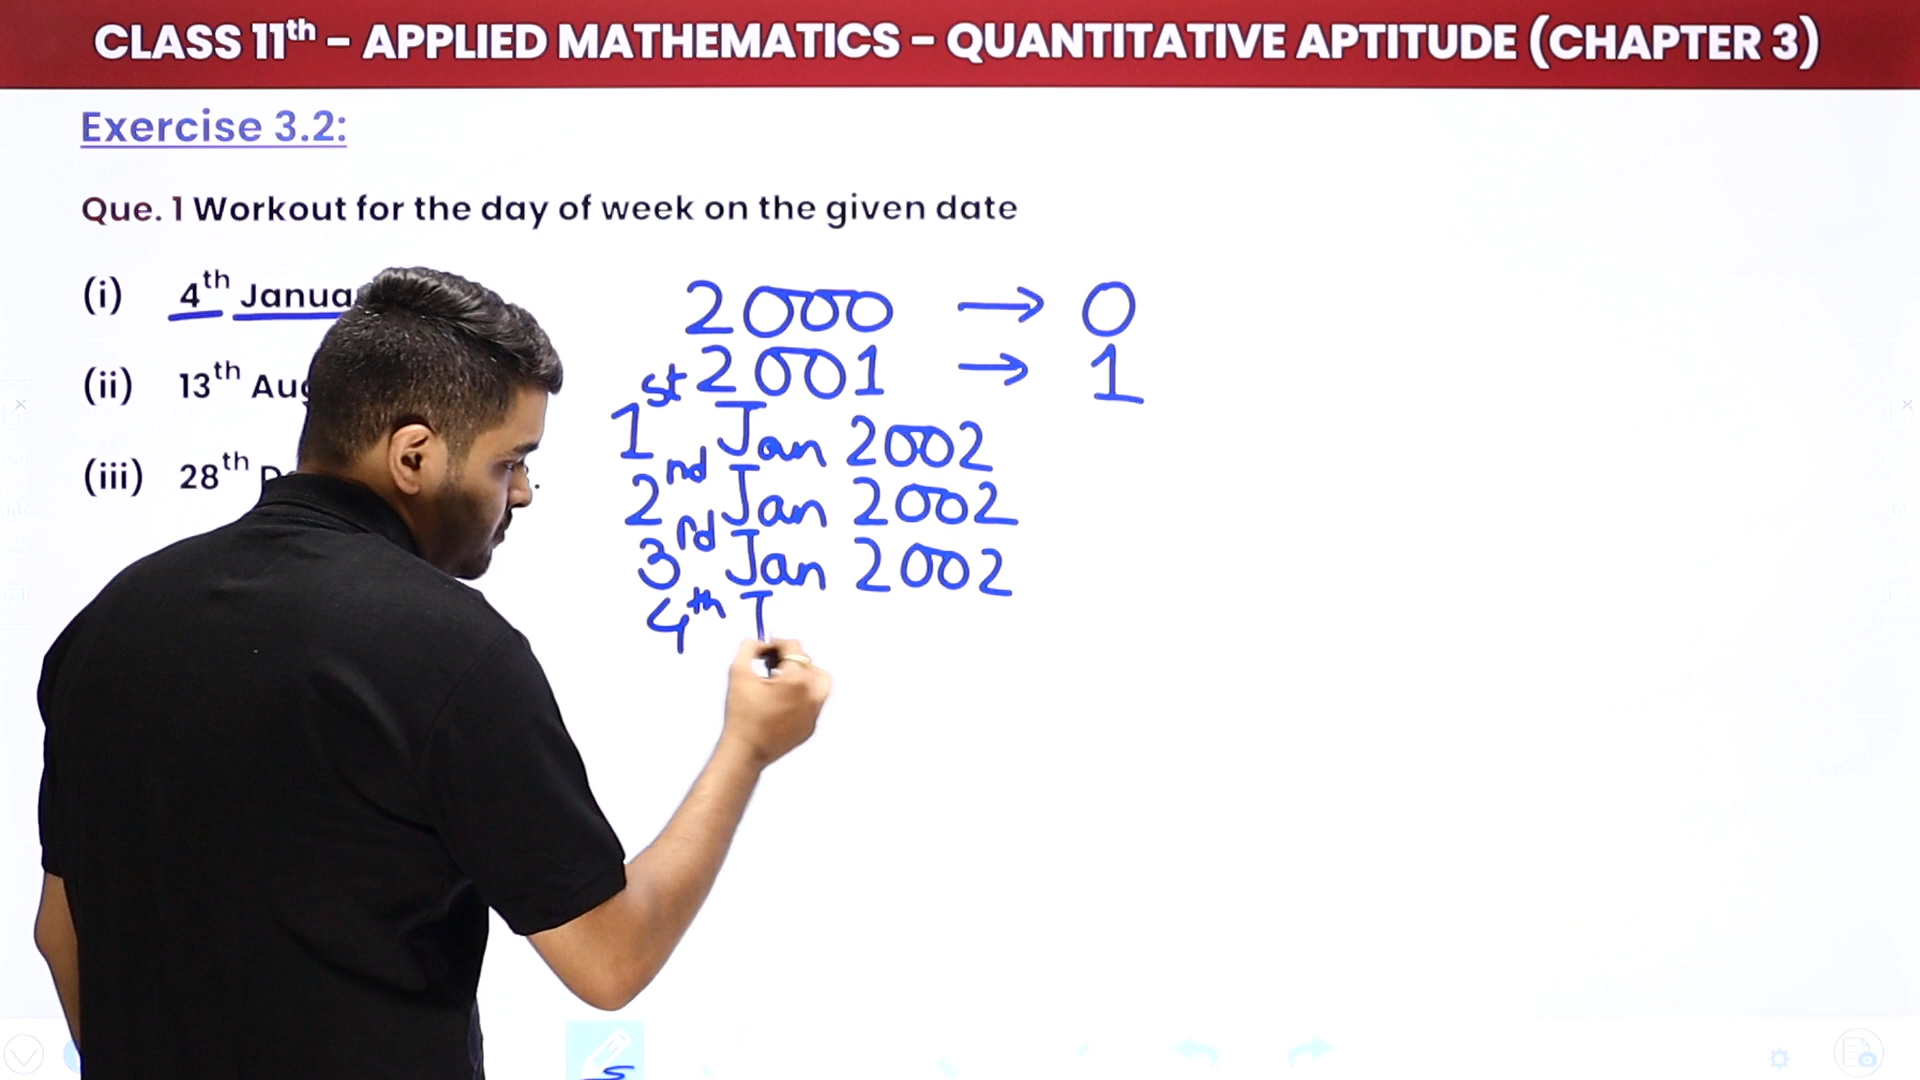 CLASS 11th - APPLIED MATHEMATICS - QUANTITATIVE APTITUDE (CHAPTER 3)
Exercise 3.2:
Que. 1 Workout for the day of week on the given date
(i) 4th
(ii) 13th
(iii) 28th
2000 → 0
2001 → 1
1st Jan 2002
2nd Jan 2002
3rd Jan 2002
4th